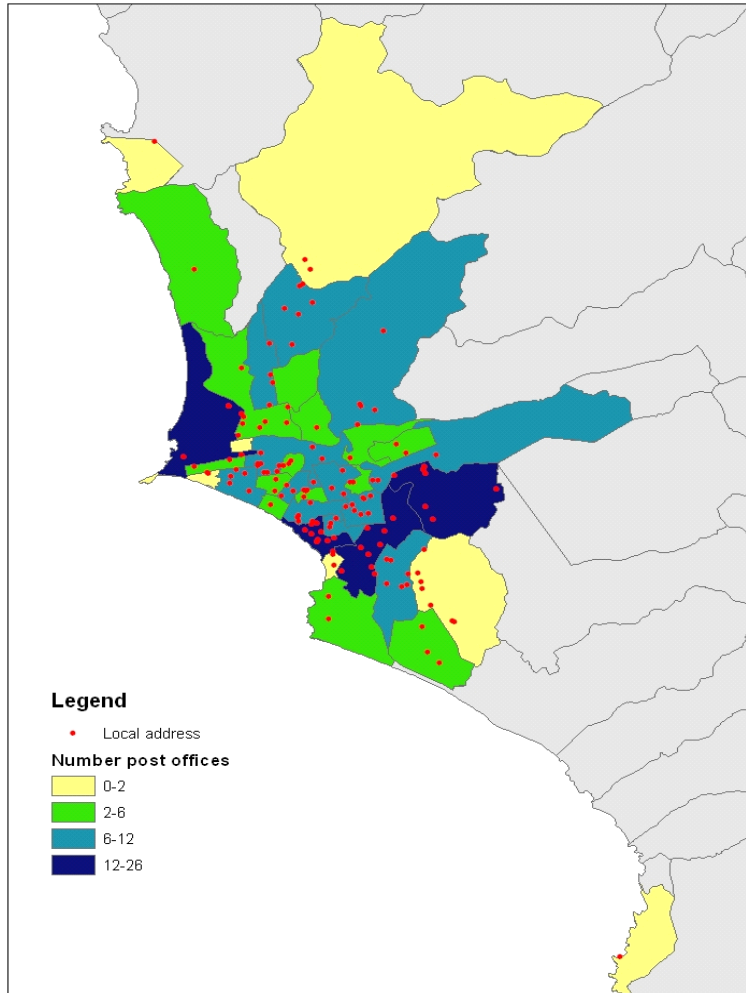 Legend
Local address
Number post offices
0-2
2-6
6-12
12-26